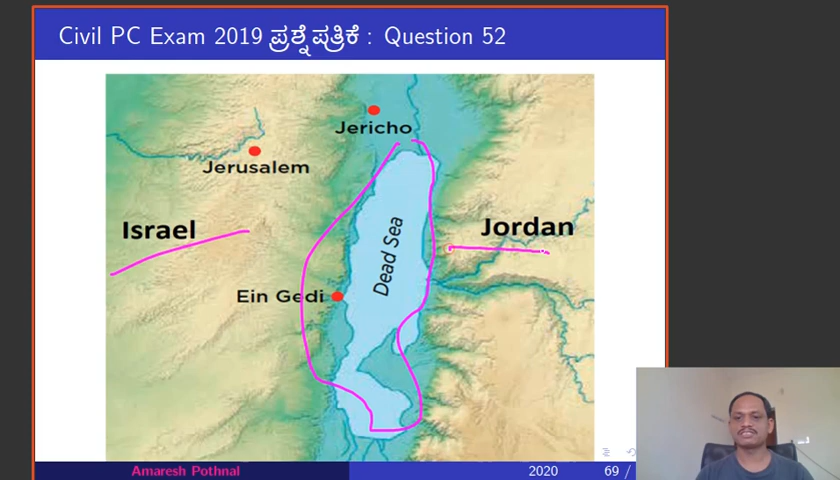 Civil PC Exam 2019 ಪ್ರಶ್ನೆ ಪತ್ರಿಕೆ : Question 52
Jericho
Jerusalem
Israel
Jordan
Dead Sea
Ein Gedi
Amaresh Pothnal
2020
69 /